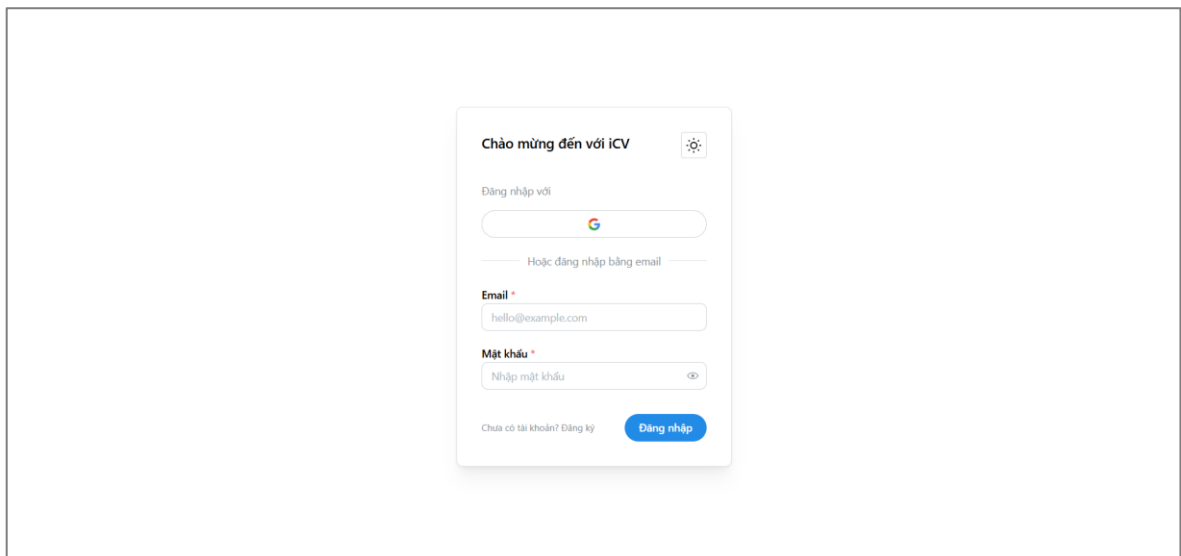 Chào mừng đến với iCV
Đăng nhập với
Hoặc đăng nhập bằng email
Email *
hello@example.com
Mật khẩu *
Nhập mật khẩu
Chưa có tài khoản? Đăng ký
Đăng nhập